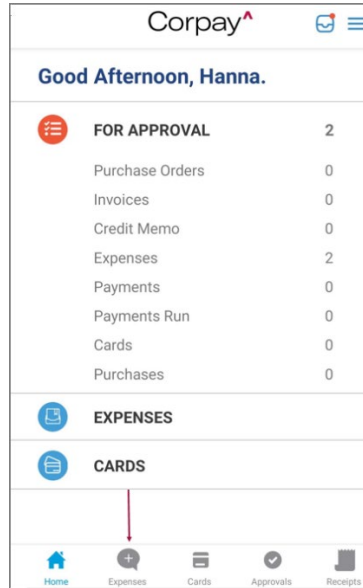 Corpay^
Good Afternoon, Hanna.
FOR APPROVAL 2
Purchase Orders 0
Invoices 0
Credit Memo 0
Expenses 2
Payments 0
Payments Run 0
Cards 0
Purchases 0
EXPENSES
CARDS
Home Expenses Cards Approvals Receipts